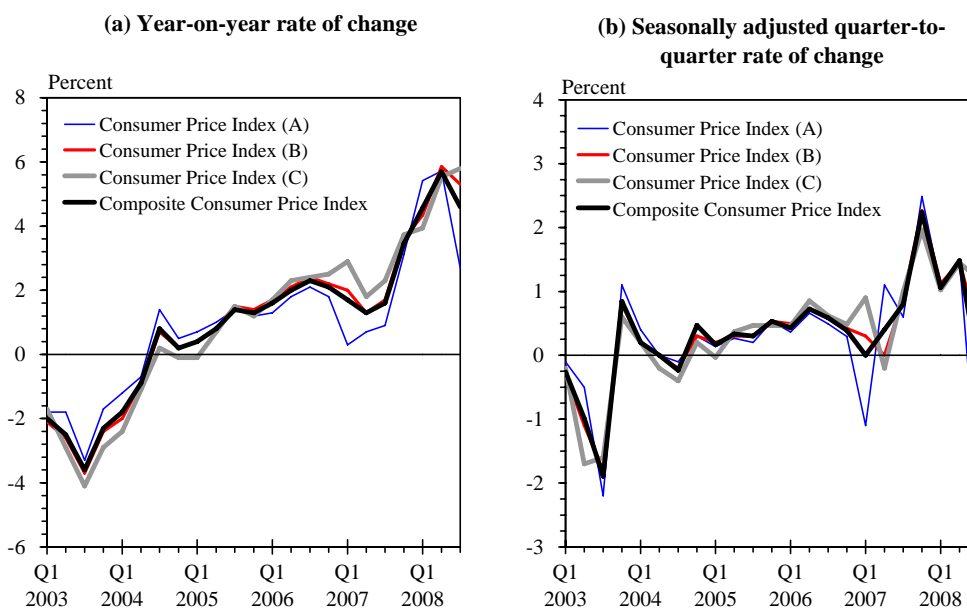 (a) Year-on-year rate of change
Percent
8
6
4
2
0
-2
-4
-6
Consumer Price Index (A)
Consumer Price Index (B)
Consumer Price Index (C)
Composite Consumer Price Index
Q1 Q1 Q1 Q1 Q1 Q1
2003 2004 2005 2006 2007 2008
(b) Seasonally adjusted quarter-to-
quarter rate of change
Percent
4
3
2
1
0
-1
-2
-3
Consumer Price Index (A)
Consumer Price Index (B)
Consumer Price Index (C)
Composite Consumer Price Index
Q1 Q1 Q1 Q1 Q1 Q1
2003 2004 2005 2006 2007 2008